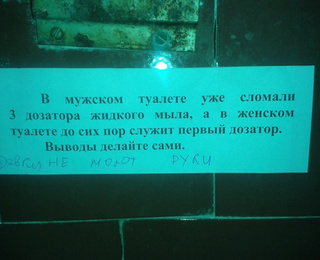 В мужском туалете уже сломали
3 дозатора жидкого мыла, а в женском
туалете до сих пор служит первый дозатор.
Выводы делайте сами.
НЕ МОЮТ РУКИ